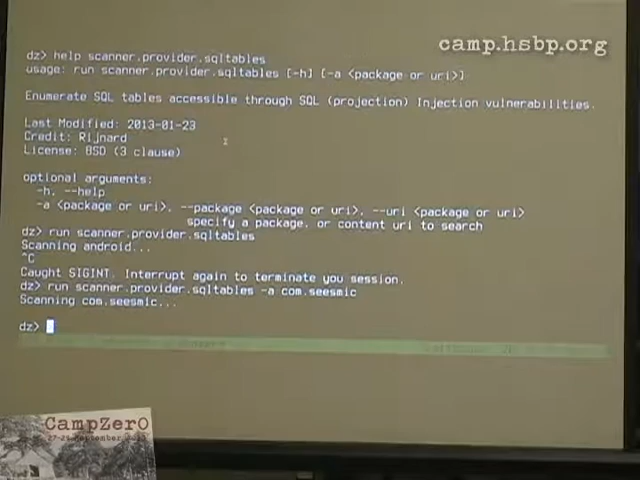 camp.hsbp.org
dz> help scanner.provider.sqltables
usage: run scanner.provider.sqltables [-h] [-a <package or uri>]
Enumerate SQL tables accessible through SQL (projection) Injection vulnerabilities.
Last Modified: 2013-01-23
Credit: Rijnard
License: BSD (3 clause)
optional arguments:
-h, --help
-a <package or uri>, --package <package or uri>, --uri <package or uri>
specify a package, or content uri to search
dz> run scanner.provider.sqltables
Scanning android...
^C
Caught SIGINT. Interrupt again to terminate you session.
dz> run scanner.provider.sqltables -a com.seesmic
Scanning com.seesmic...
dz>
CampZer0